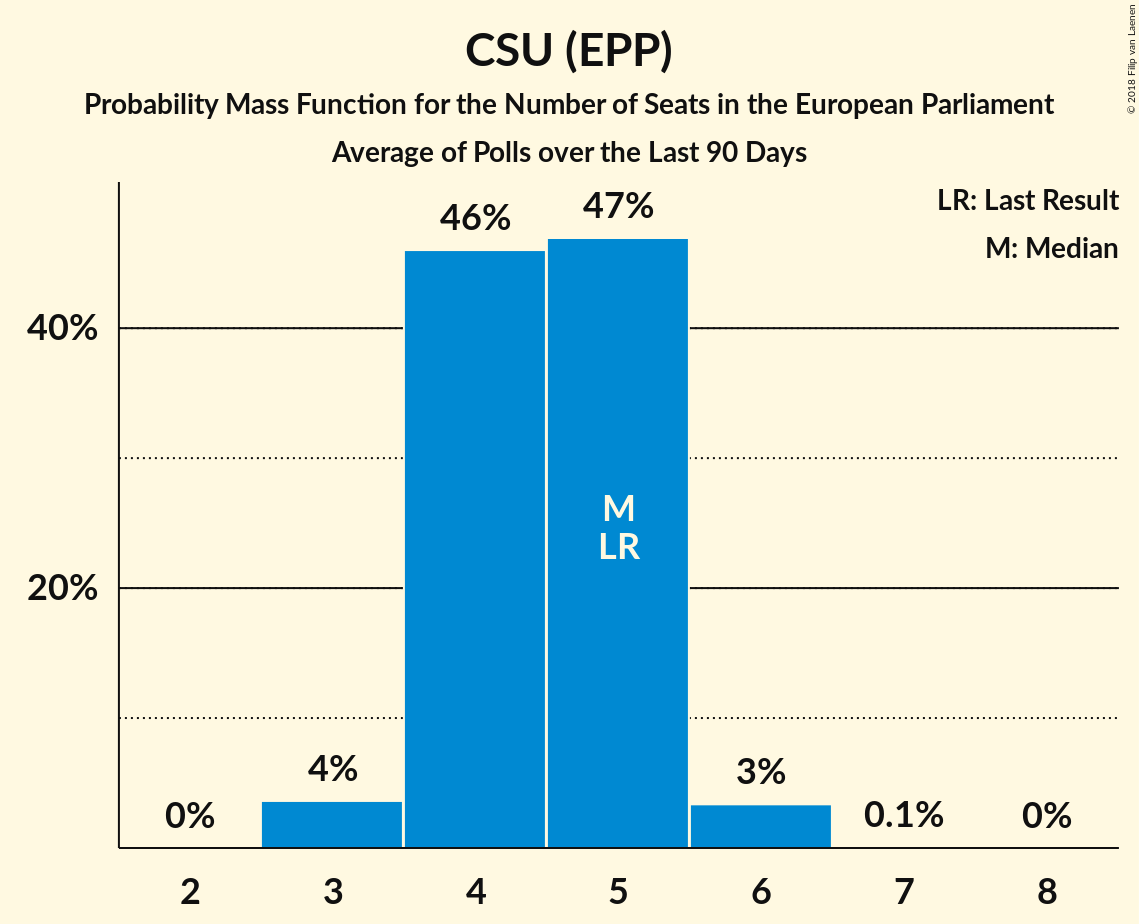 CSU (EPP)
Probability Mass Function for the Number of Seats in the European Parliament
Average of Polls over the Last 90 Days
© 2018 Filip van Laenen
LR: Last Result
M: Median
46%
47%
40%
M
LR
20%
4%
3%
0%
0.1%
0%
2
3
4
5
6
7
8